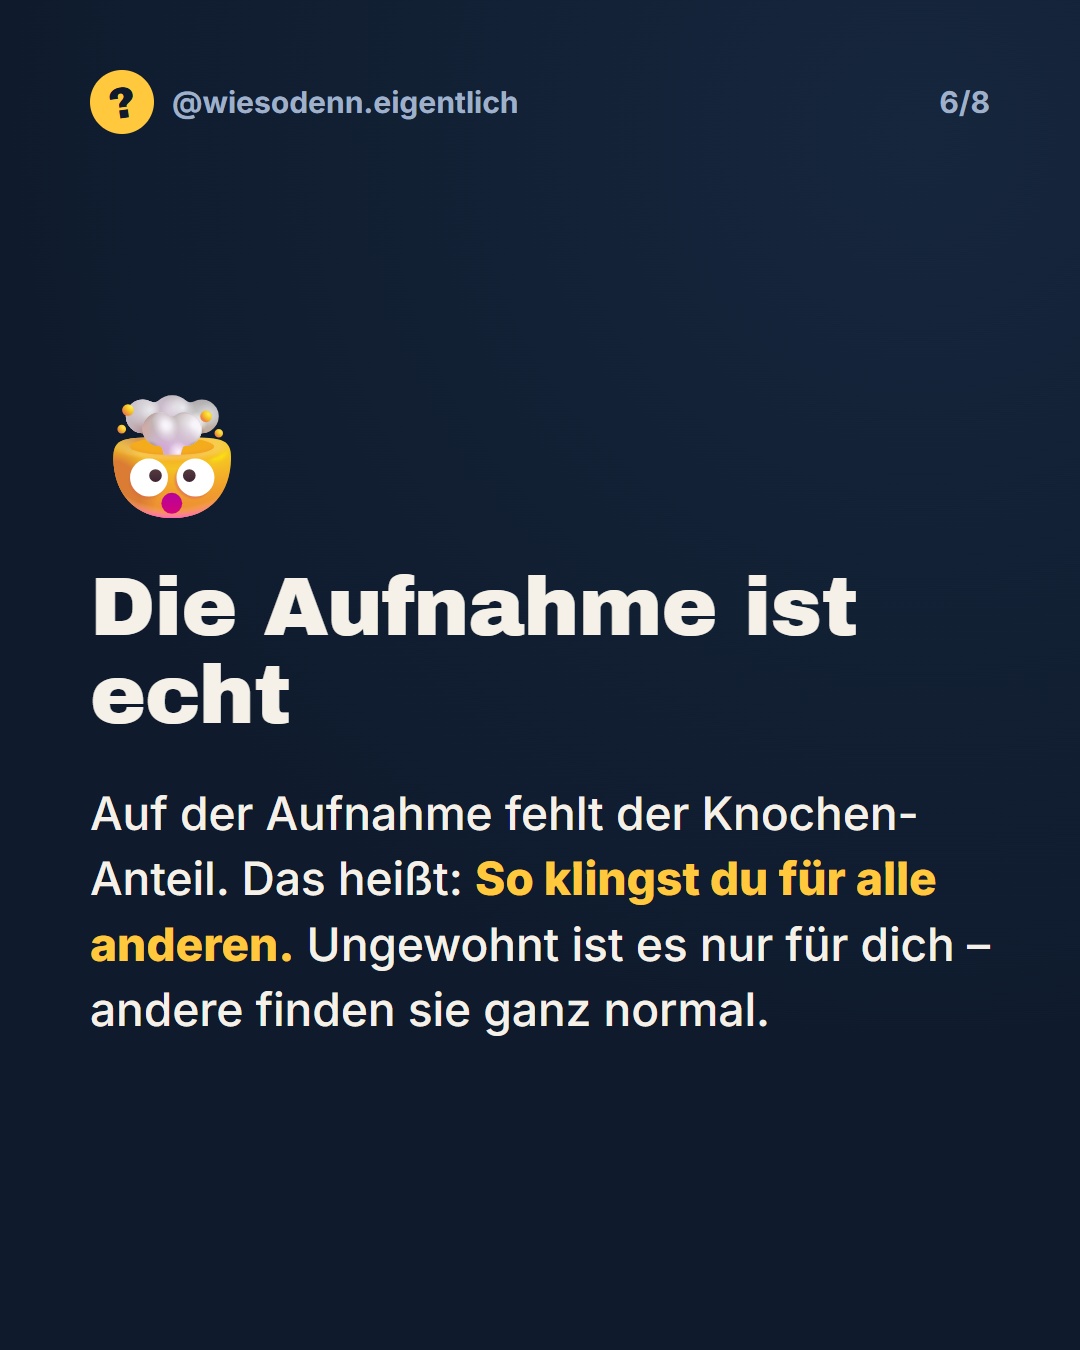 ?
@wiesodenn.eigentlich
6/8
Die Aufnahme ist
echt
Auf der Aufnahme fehlt der Knochen-
Anteil. Das heißt: So klingst du für alle
anderen. Ungewohnt ist es nur für dich –
andere finden sie ganz normal.